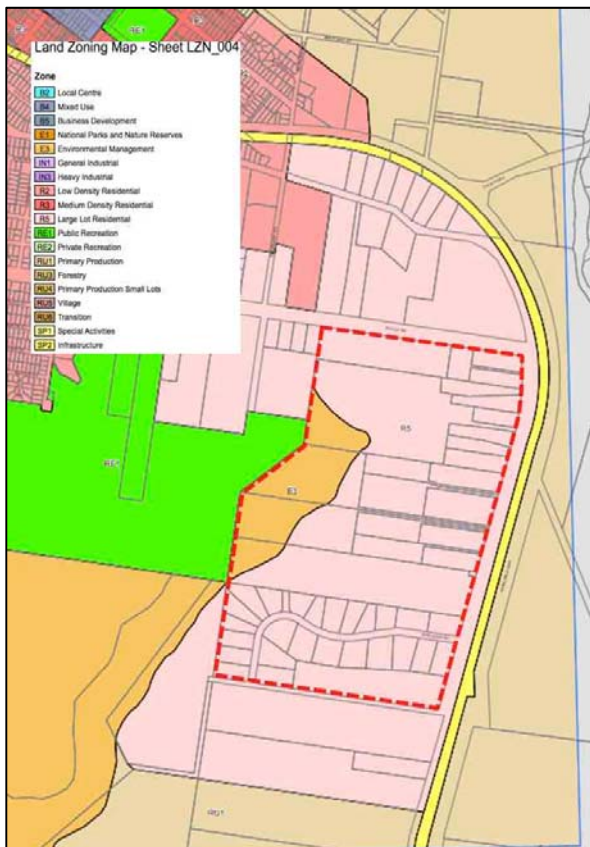 RE1
Land Zoning Map - Sheet LZN_004
Zone
B2 Local Centre
B4 Mixed Use
B5 Business Development
E1 National Parks and Nature Reserves
E3 Environmental Management
IN1 General Industrial
IN3 Heavy Industrial
R2 Low Density Residential
R3 Medium Density Residential
R5 Large Lot Residential
RE1 Public Recreation
RE2 Private Recreation
RU1 Primary Production
RU3 Forestry
RU4 Primary Production Small Lots
RU5 Village
RU6 Transition
SP1 Special Activities
SP2 Infrastructure
R5
RE1
E3
RU1